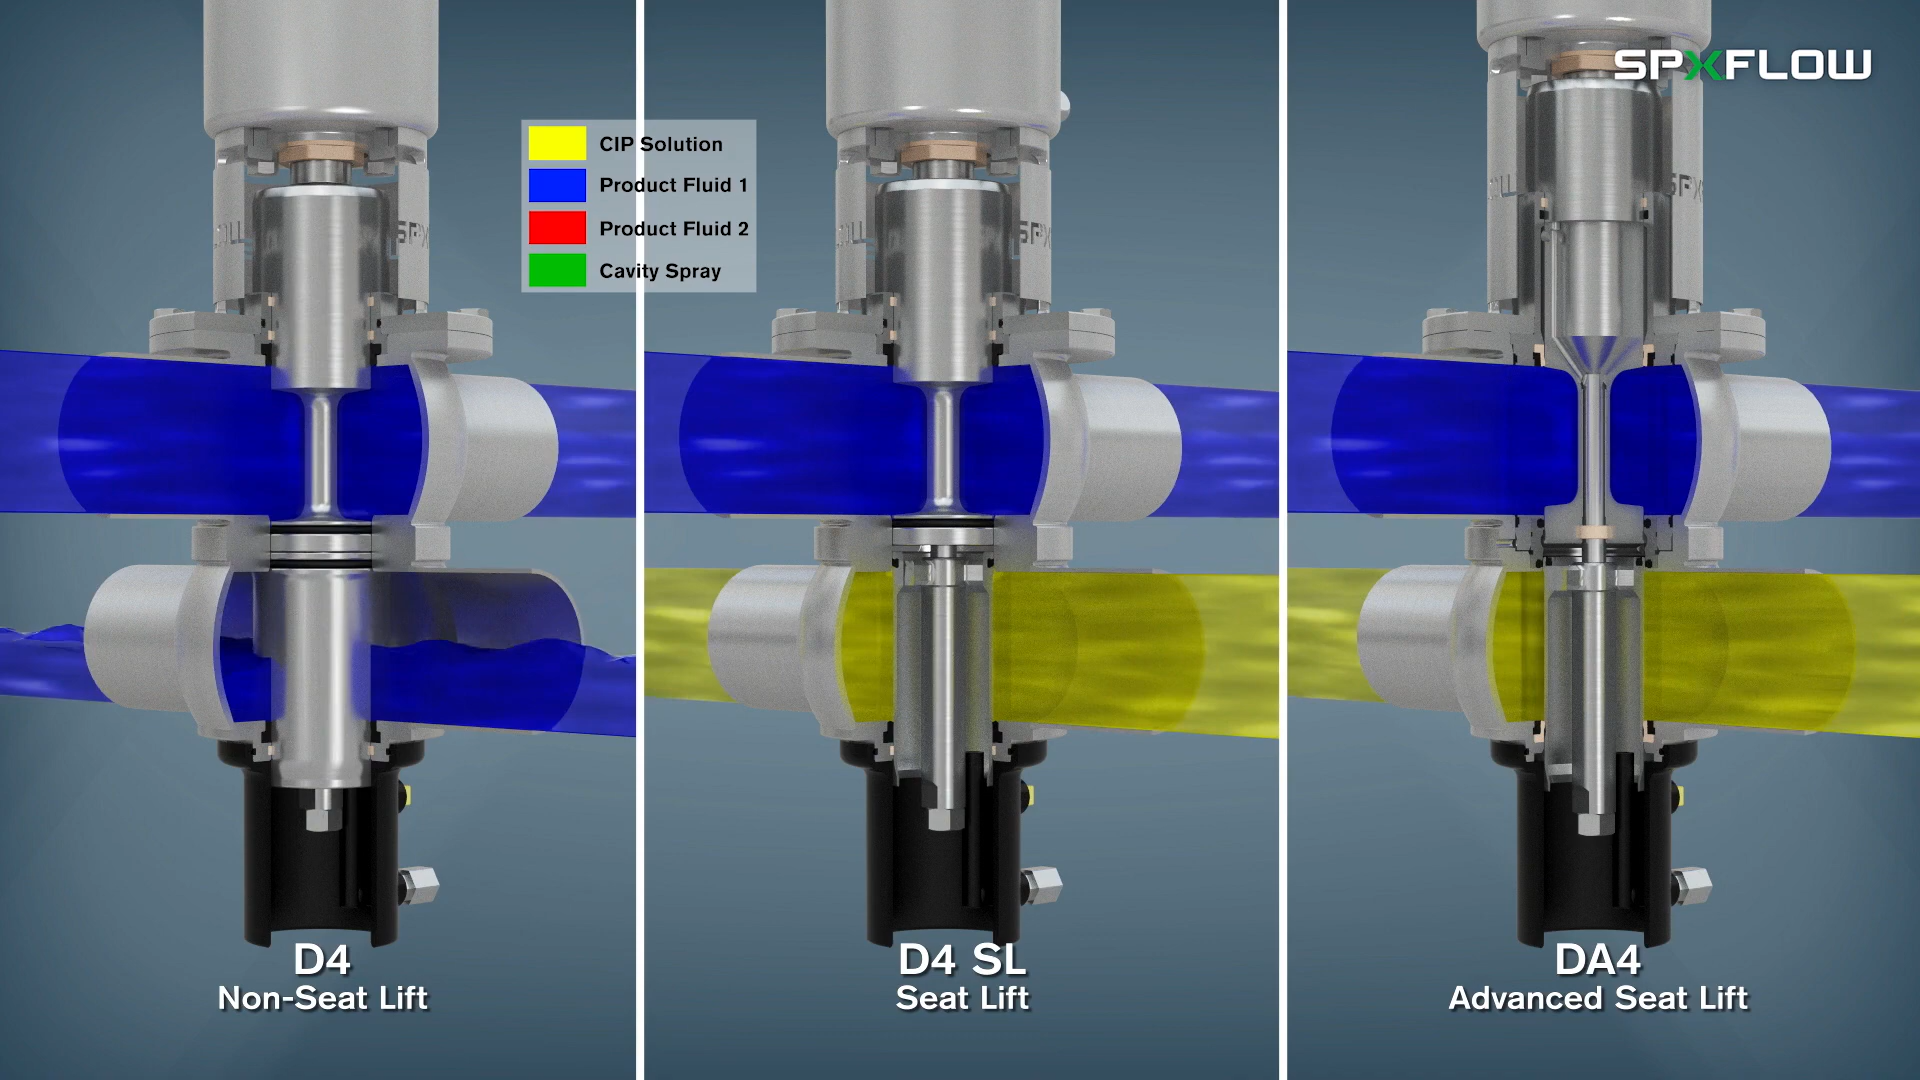 SPXFLOW
CIP Solution
Product Fluid 1
Product Fluid 2
Cavity Spray
D4
Non-Seat Lift
D4 SL
Seat Lift
DA4
Advanced Seat Lift